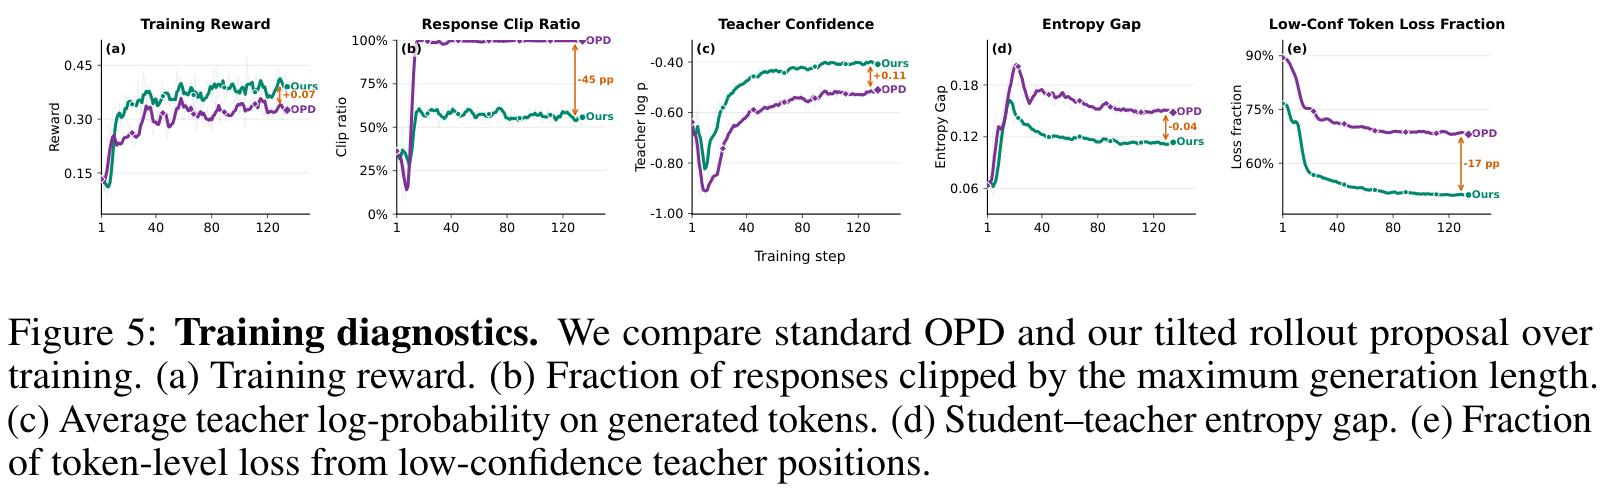 Training Reward
(a)
Reward
0.45
0.30
0.15
1 40 80 120
Ours
+0.07
OPD
Response Clip Ratio
(b)
Clip ratio
100%
75%
50%
25%
0%
1 40 80 120
OPD
-45 pp
Ours
Teacher Confidence
(c)
Teacher log p
-0.40
-0.60
-0.80
-1.00
1 40 80 120
Ours
+0.11
OPD
Training step
Entropy Gap
(d)
Entropy Gap
0.18
0.12
0.06
1 40 80 120
OPD
-0.04
Ours
Low-Conf Token Loss Fraction
(e)
Loss fraction
90%
75%
60%
1 40 80 120
OPD
-17 pp
Ours
Figure 5: Training diagnostics. We compare standard OPD and our tilted rollout proposal over
training. (a) Training reward. (b) Fraction of responses clipped by the maximum generation length.
(c) Average teacher log-probability on generated tokens. (d) Student–teacher entropy gap. (e) Fraction
of token-level loss from low-confidence teacher positions.